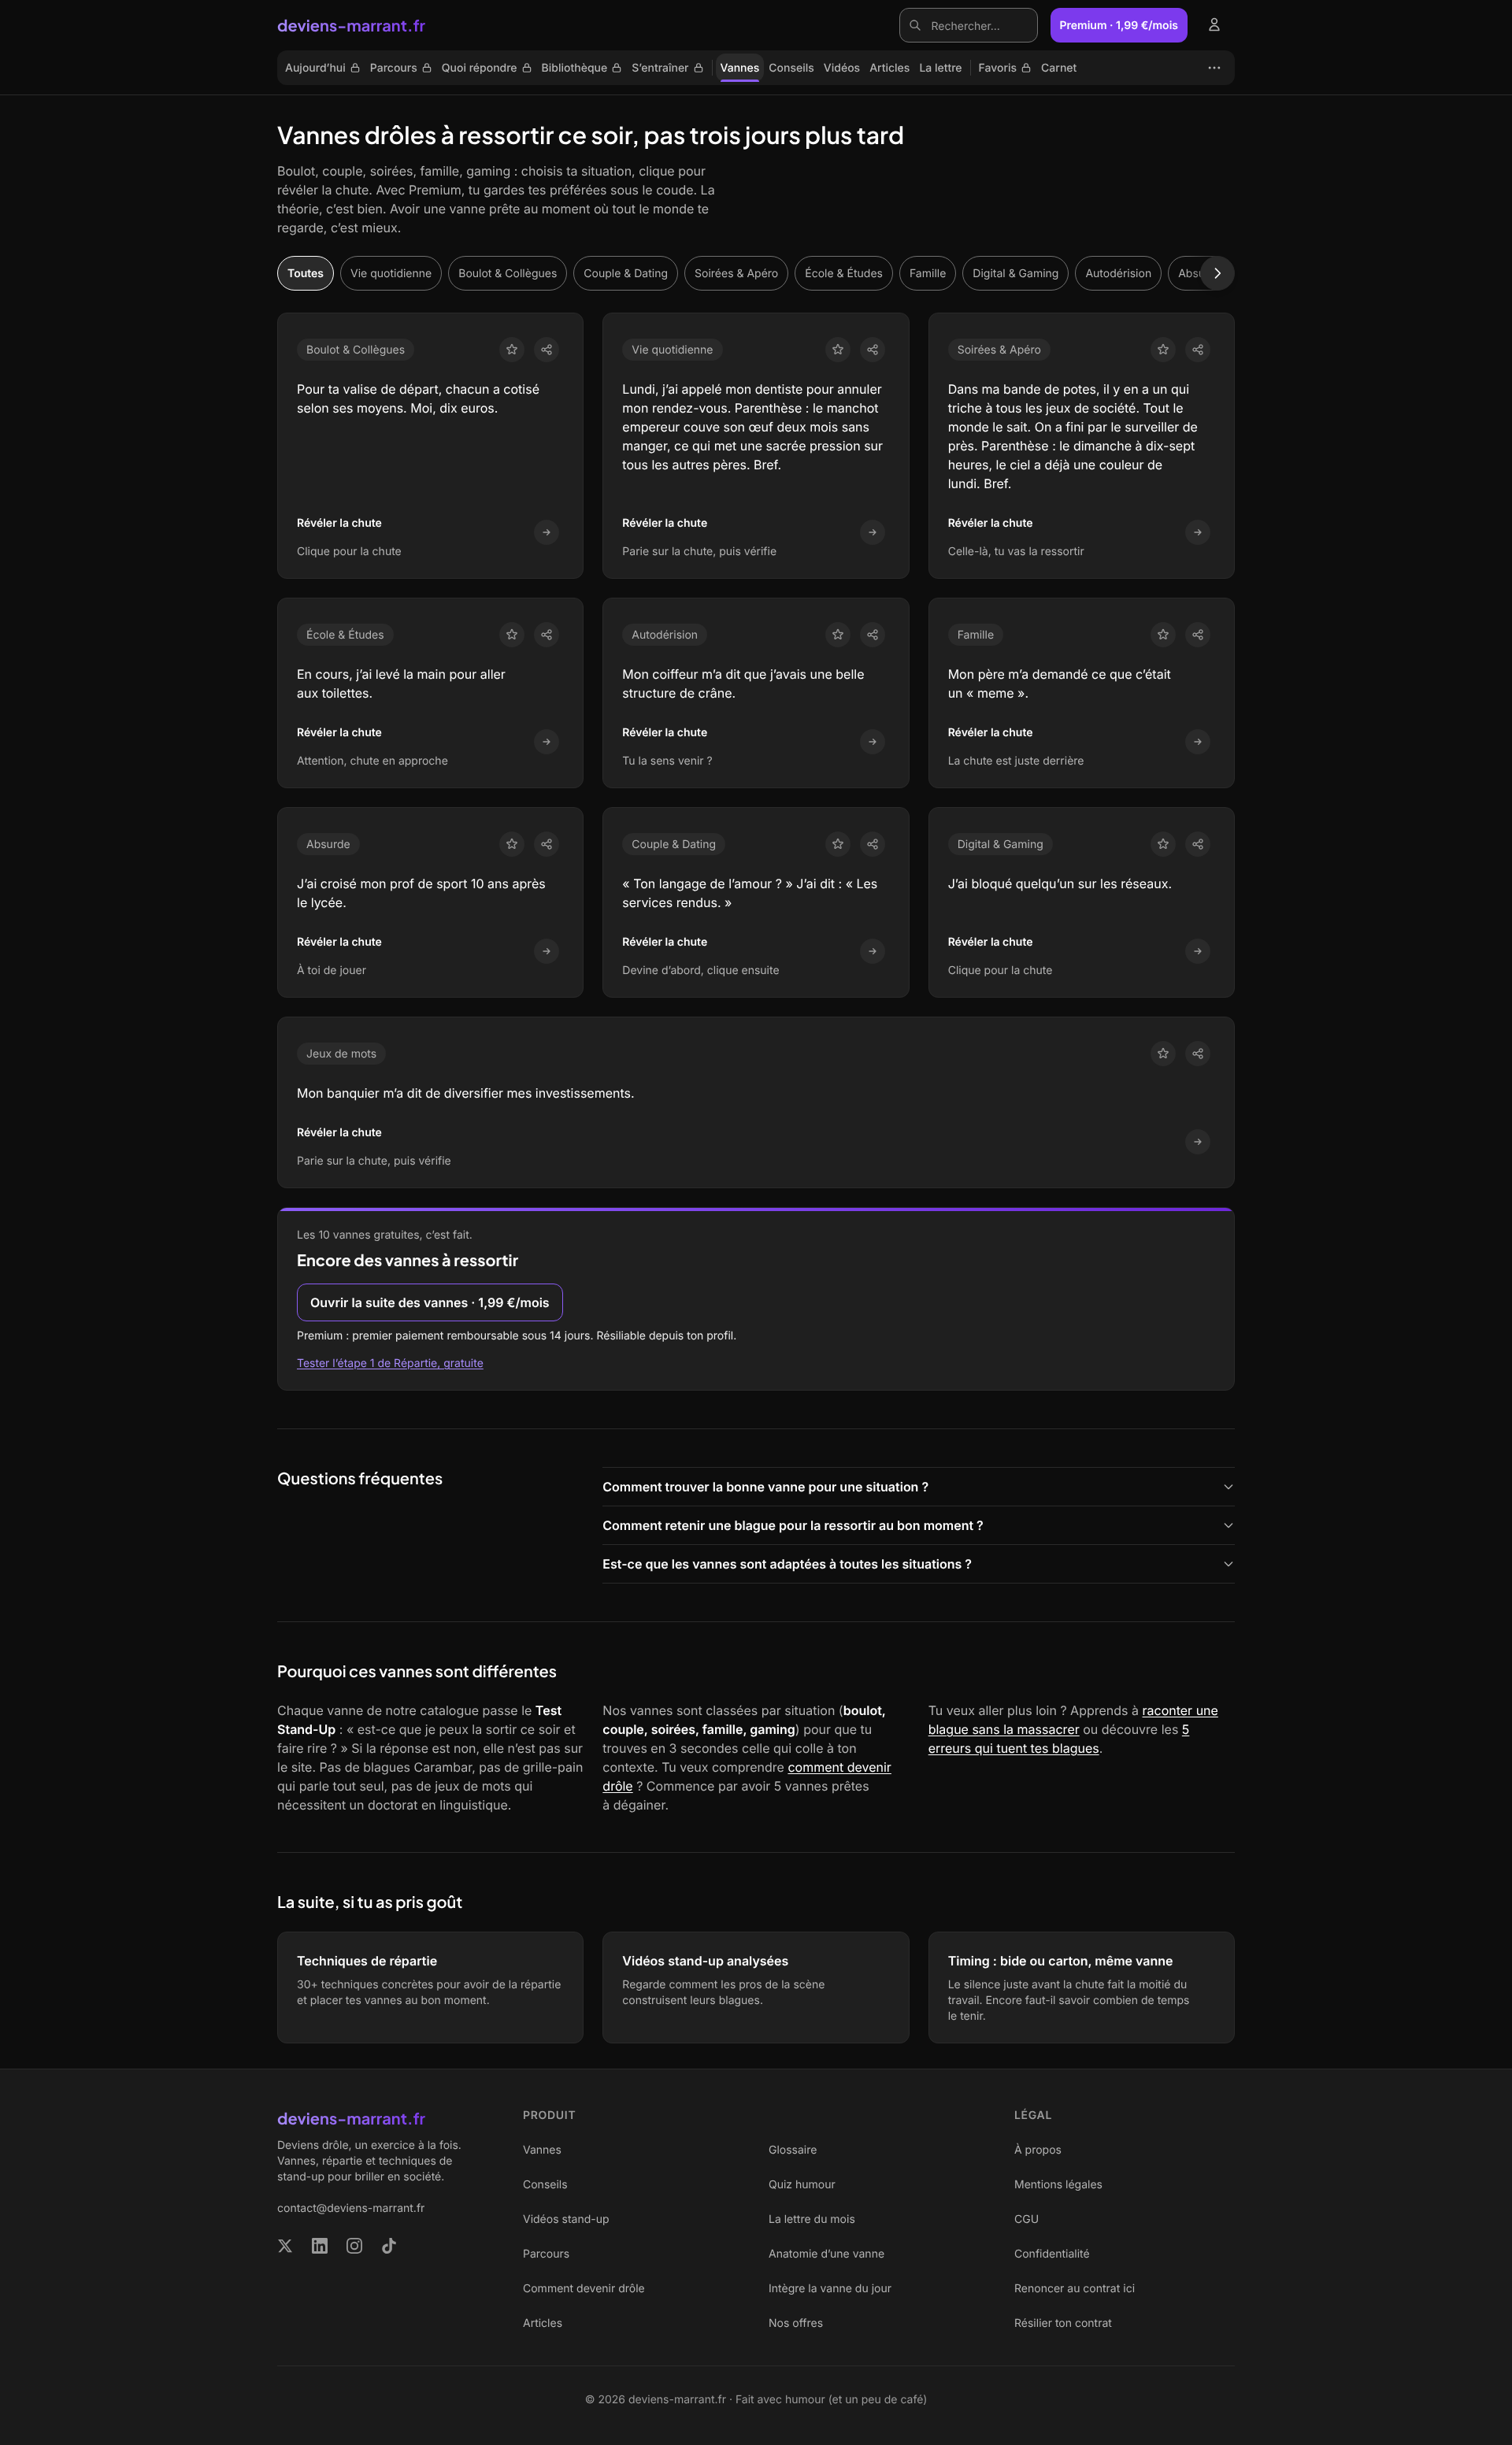 deviens-marrant.fr
Rechercher...
Premium · 1,99 €/mois
Aujourd’hui
Parcours
Quoi répondre
Bibliothèque
S’entraîner
Vannes
Conseils
Vidéos
Articles
La lettre
Favoris
Carnet
Vannes drôles à ressortir ce soir, pas trois jours plus tard
Boulot, couple, soirées, famille, gaming : choisis ta situation, clique pour
révéler la chute. Avec Premium, tu gardes tes préférées sous le coude. La
théorie, c’est bien. Avoir une vanne prête au moment où tout le monde te
regarde, c’est mieux.
Toutes
Vie quotidienne
Boulot & Collègues
Couple & Dating
Soirées & Apéro
École & Études
Famille
Digital & Gaming
Autodérision
Boulot & Collègues
Pour ta valise de départ, chacun a cotisé
selon ses moyens. Moi, dix euros.
Révéler la chute
Clique pour la chute
Vie quotidienne
Lundi, j’ai appelé mon dentiste pour annuler
mon rendez-vous. Parenthèse : le manchot
empereur couve son œuf deux mois sans
manger, ce qui met une sacrée pression sur
tous les autres pères. Bref.
Révéler la chute
Parie sur la chute, puis vérifie
Soirées & Apéro
Dans ma bande de potes, il y en a un qui
triche à tous les jeux de société. Tout le
monde le sait. On a fini par le surveiller de
près. Parenthèse : le dimanche à dix-sept
heures, le ciel a déjà une couleur de
lundi. Bref.
Révéler la chute
Celle-là, tu vas la ressortir
École & Études
En cours, j’ai levé la main pour aller
aux toilettes.
Révéler la chute
Attention, chute en approche
Autodérision
Mon coiffeur m’a dit que j’avais une belle
structure de crâne.
Révéler la chute
Tu la sens venir ?
Famille
Mon père m’a demandé ce que c’était
un « meme ».
Révéler la chute
La chute est juste derrière
Absurde
J’ai croisé mon prof de sport 10 ans après
le lycée.
Révéler la chute
À toi de jouer
Couple & Dating
« Ton langage de l’amour ? » J’ai dit : « Les
services rendus. »
Révéler la chute
Devine d’abord, clique ensuite
Digital & Gaming
J’ai bloqué quelqu’un sur les réseaux.
Révéler la chute
Clique pour la chute
Jeux de mots
Mon banquier m’a dit de diversifier mes investissements.
Révéler la chute
Parie sur la chute, puis vérifie
Les 10 vannes gratuites, c’est fait.
Encore des vannes à ressortir
Ouvrir la suite des vannes · 1,99 €/mois
Premium : premier paiement remboursable sous 14 jours. Résiliable depuis ton profil.
Tester l’étape 1 de Répartie, gratuite
Questions fréquentes
Comment trouver la bonne vanne pour une situation ?
Comment retenir une blague pour la ressortir au bon moment ?
Est-ce que les vannes sont adaptées à toutes les situations ?
Pourquoi ces vannes sont différentes
Chaque vanne de notre catalogue passe le Test
Stand-Up : « est-ce que je peux la sortir ce soir et
faire rire ? » Si la réponse est non, elle n’est pas sur
le site. Pas de blagues Carambar, pas de grille-pain
qui parle tout seul, pas de jeux de mots qui
nécessitent un doctorat en linguistique.
Nos vannes sont classées par situation (boulot,
couple, soirées, famille, gaming) pour que tu
trouves en 3 secondes celle qui colle à ton
contexte. Tu veux comprendre comment devenir
drôle ? Commence par avoir 5 vannes prêtes
à dégainer.
Tu veux aller plus loin ? Apprends à raconter une
blague sans la massacrer ou découvre les 5
erreurs qui tuent tes blagues.
La suite, si tu as pris goût
Techniques de répartie
30+ techniques concrètes pour avoir de la répartie
et placer tes vannes au bon moment.
Vidéos stand-up analysées
Regarde comment les pros de la scène
construisent leurs blagues.
Timing : bide ou carton, même vanne
Le silence juste avant la chute fait la moitié du
travail. Encore faut-il savoir combien de temps
le tenir.
deviens-marrant.fr
Deviens drôle, un exercice à la fois.
Vannes, répartie et techniques de
stand-up pour briller en société.
contact@deviens-marrant.fr
PRODUIT
Vannes
Conseils
Vidéos stand-up
Parcours
Comment devenir drôle
Articles
Glossaire
Quiz humour
La lettre du mois
Anatomie d’une vanne
Intègre la vanne du jour
Nos offres
LÉGAL
À propos
Mentions légales
CGU
Confidentialité
Renoncer au contrat ici
Résilier ton contrat
© 2026 deviens-marrant.fr · Fait avec humour (et un peu de café)